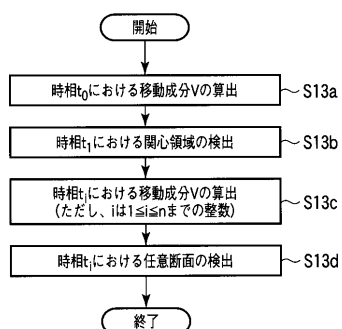 開始
時相t₀における移動成分Vの算出
S13a
時相t₁における関心領域の検出
S13b
時相tᵢにおける移動成分Vの算出
(ただし、iは1≦i≦nまでの整数)
S13c
時相tᵢにおける任意断面の検出
S13d
終了